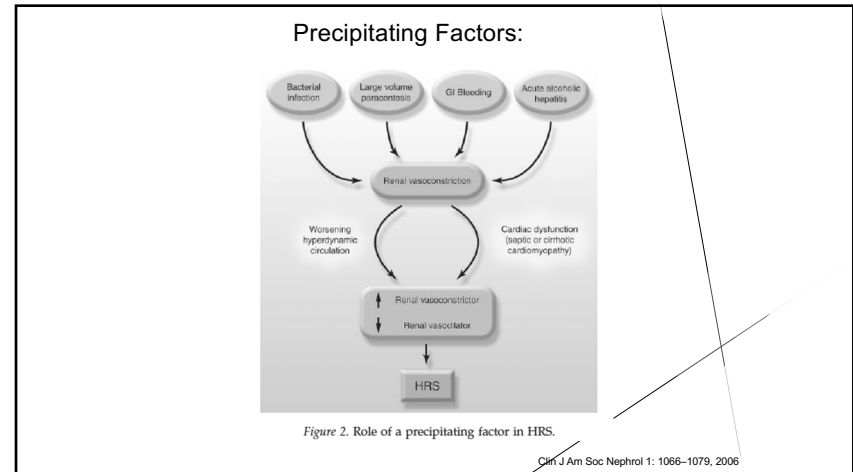 Precipitating Factors:
Bacterial
infection
Large volume
paracentesis
GI Bleeding
Acute alcoholic
hepatitis
Renal vasoconstriction
Worsening
hyperdynamic
circulation
Cardiac dysfunction
(septic or cirrhotic
cardiomyopathy)
Renal vasoconstrictor
Renal vasodilator
HRS
Figure 2. Role of a precipitating factor in HRS.
Clin J Am Soc Nephrol 1: 1066–1079, 2006